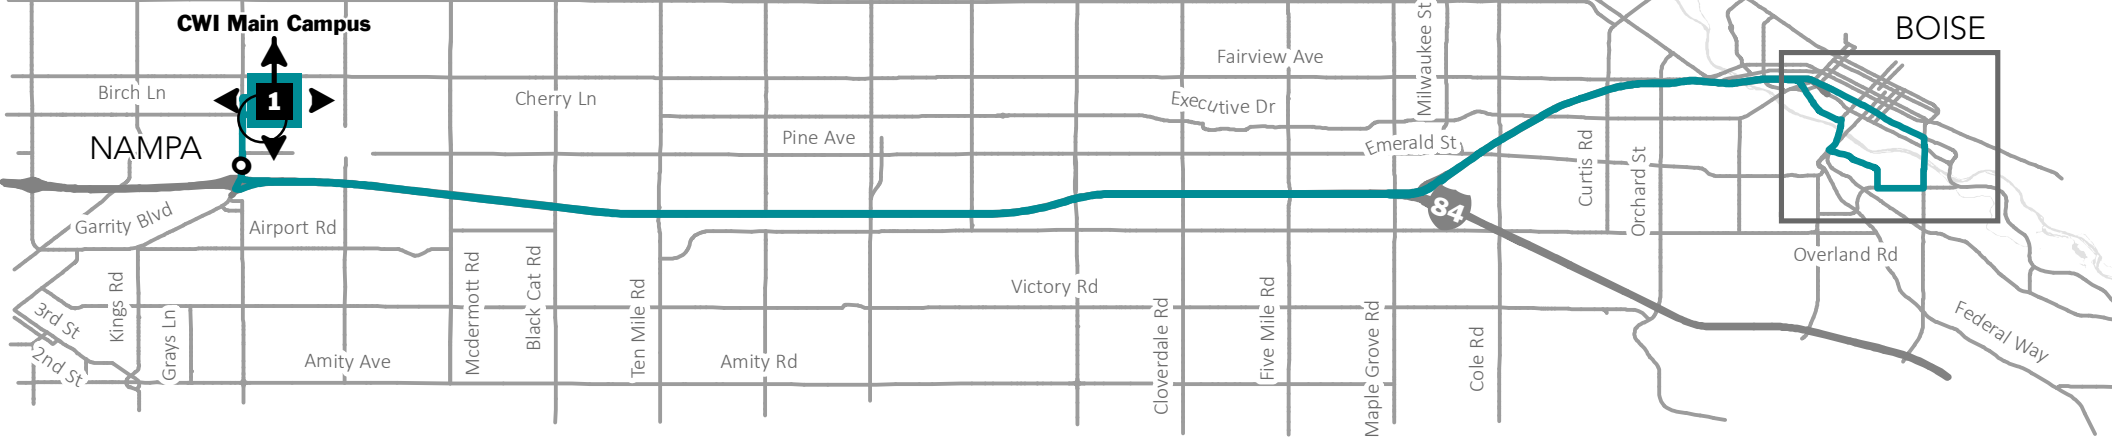 CWI Main Campus
BOISE
Milwaukee St
Fairview Ave
Birch Ln
1
Cherry Ln
Executive Dr
NAMPA
Pine Ave
Emerald St
Curtis Rd
Orchard St
84
Garrity Blvd
Airport Rd
Overland Rd
Kings Rd
Mcdermott Rd
Black Cat Rd
Ten Mile Rd
Victory Rd
Cloverdale Rd
Five Mile Rd
Maple Grove Rd
Cole Rd
3rd St
Grays Ln
Federal Way
2nd St
Amity Ave
Amity Rd